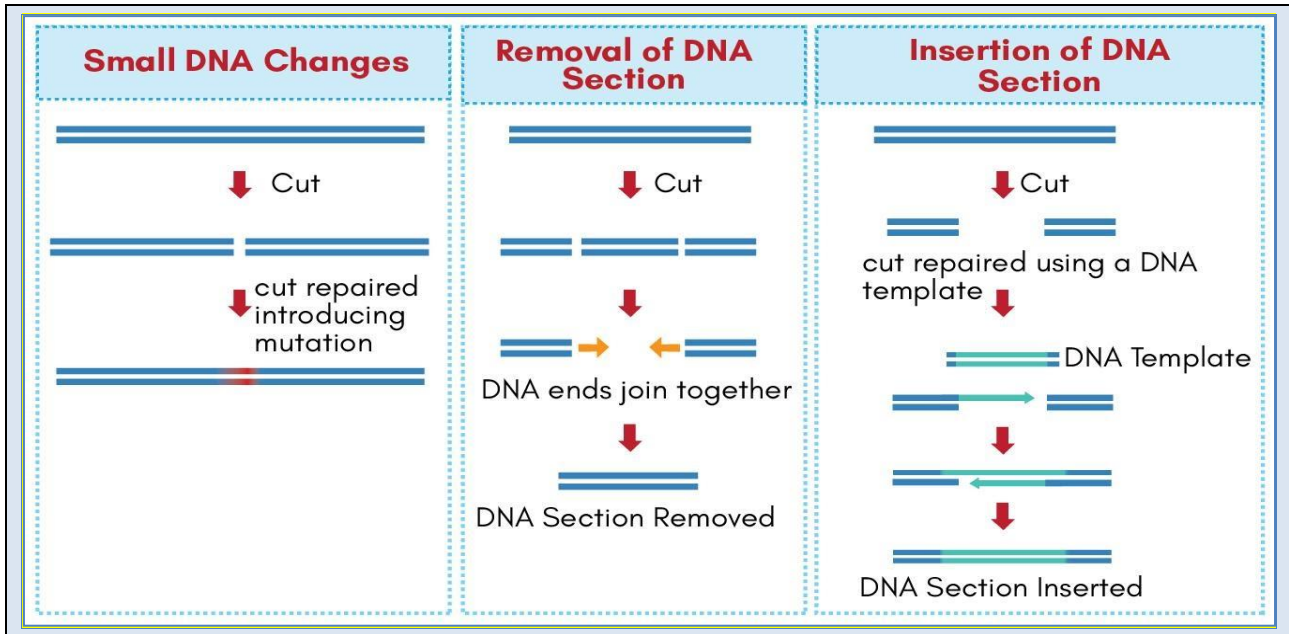 Small DNA Changes
Cut
cut repaired
introducing
mutation
Removal of DNA
Section
Cut
DNA ends join together
DNA Section Removed
Insertion of DNA
Section
Cut
cut repaired using a DNA
template
DNA Template
DNA Section Inserted